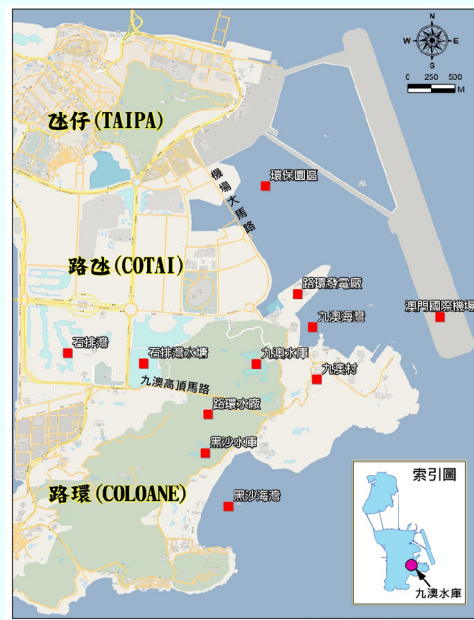 N
W
E
S
0 250 500
M
氹仔(TAIPA)
環保園區
機場大馬路
路氹(COTAI)
路環發電廠
澳門國際機場
九澳海灣
石排灣
石排灣水塘
九澳水庫
九澳村
九澳高頂馬路
路環水廠
黑沙水庫
路環(COLOANE)
黑沙海灣
索引圖
九澳水庫